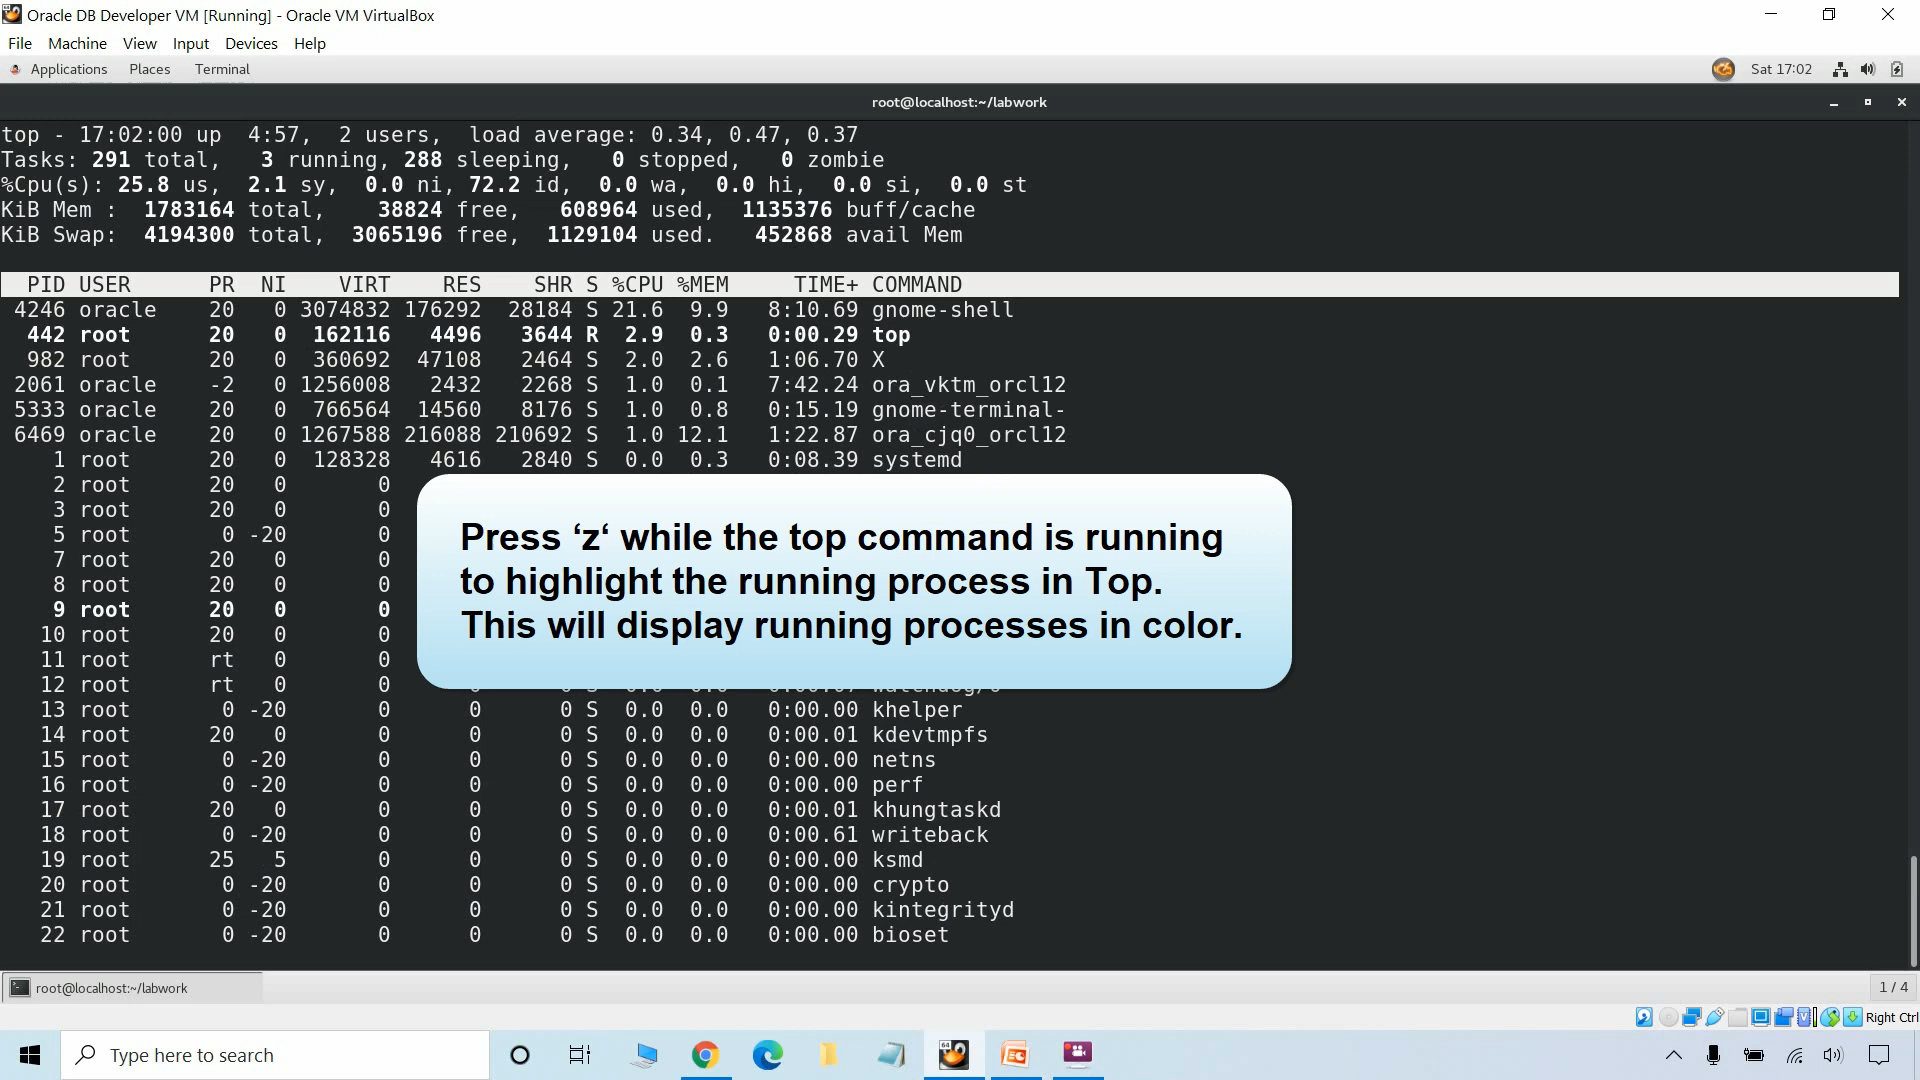 Oracle DB Developer VM [Running] - Oracle VM VirtualBox
File Machine View Input Devices Help
Applications Places Terminal Sat 17:02
root@localhost:~/labwork
top - 17:02:00 up 4:57, 2 users, load average: 0.34, 0.47, 0.37
Tasks: 291 total, 3 running, 288 sleeping, 0 stopped, 0 zombie
%Cpu(s): 25.8 us, 2.1 sy, 0.0 ni, 72.2 id, 0.0 wa, 0.0 hi, 0.0 si, 0.0 st
KiB Mem : 1783164 total, 38824 free, 608964 used, 1135376 buff/cache
KiB Swap: 4194300 total, 3065196 free, 1129104 used. 452868 avail Mem
PID USER PR NI VIRT RES SHR S %CPU %MEM TIME+ COMMAND
4246 oracle 20 0 3074832 176292 28184 S 21.6 9.9 8:10.69 gnome-shell
442 root 20 0 162116 4496 3644 R 2.9 0.3 0:00.29 top
982 root 20 0 360692 47108 2464 S 2.0 2.6 1:06.70 X
2061 oracle -2 0 1256008 2432 2268 S 1.0 0.1 7:42.24 ora_vktm_orcl12
5333 oracle 20 0 766564 14560 8176 S 1.0 0.8 0:15.19 gnome-terminal-
6469 oracle 20 0 1267588 216088 210692 S 1.0 12.1 1:22.87 ora_cjq0_orcl12
1 root 20 0 128328 4616 2840 S 0.0 0.3 0:08.39 systemd
2 root 20 0 0
3 root 20 0 0
5 root 0 -20 0
7 root 20 0 0
8 root 20 0 0
9 root 20 0 0
10 root 20 0 0
11 root rt 0 0
12 root rt 0 0
Press ‘z‘ while the top command is running
to highlight the running process in Top.
This will display running processes in color.
13 root 0 -20 0 0 0 S 0.0 0.0 0:00.00 khelper
14 root 20 0 0 0 0 S 0.0 0.0 0:00.01 kdevtmpfs
15 root 0 -20 0 0 0 S 0.0 0.0 0:00.00 netns
16 root 0 -20 0 0 0 S 0.0 0.0 0:00.00 perf
17 root 20 0 0 0 0 S 0.0 0.0 0:00.01 khungtaskd
18 root 0 -20 0 0 0 S 0.0 0.0 0:00.61 writeback
19 root 25 5 0 0 0 S 0.0 0.0 0:00.00 ksmd
20 root 0 -20 0 0 0 S 0.0 0.0 0:00.00 crypto
21 root 0 -20 0 0 0 S 0.0 0.0 0:00.00 kintegrityd
22 root 0 -20 0 0 0 S 0.0 0.0 0:00.00 bioset
root@localhost:~/labwork 1 / 4
Right Ctrl
Type here to search